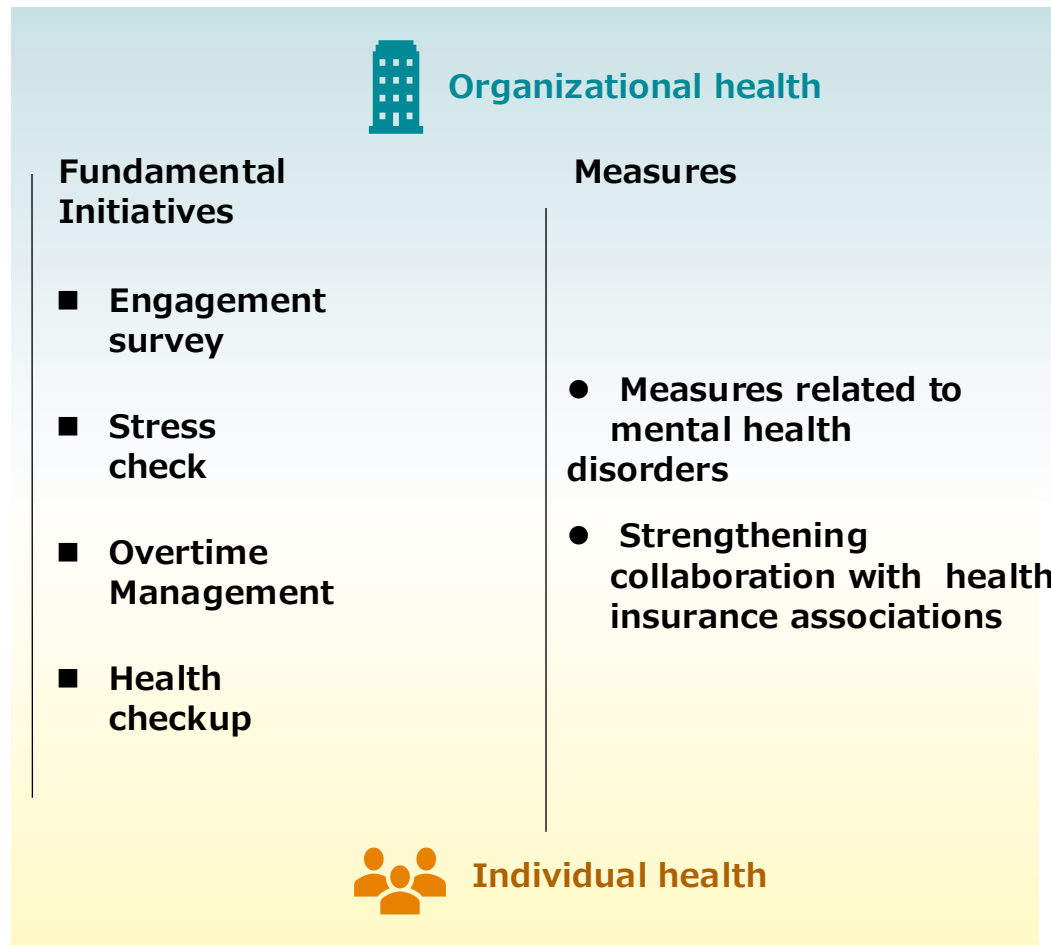 Organizational health
Fundamental
Initiatives
■ Engagement
survey
■ Stress
check
■ Overtime
Management
■ Health
checkup
Measures
● Measures related to
mental health
disorders
● Strengthening
collaboration with health
insurance associations
Individual health